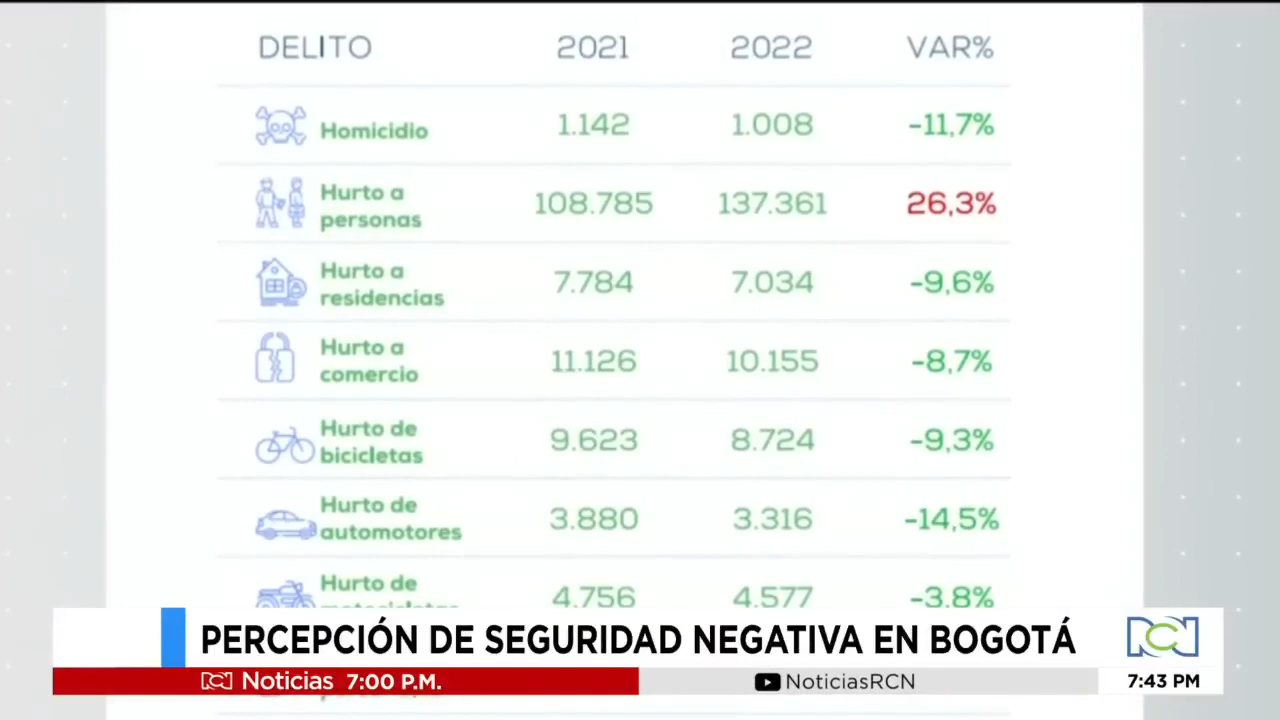 DELITO 2021 2022 VAR%
Homicidio 1.142 1.008 -11,7%
Hurto a
personas 108.785 137.361 26,3%
Hurto a
residencias 7.784 7.034 -9,6%
Hurto a
comercio 11.126 10.155 -8,7%
Hurto de
bicicletas 9.623 8.724 -9,3%
Hurto de
automotores 3.880 3.316 -14,5%
Hurto de
4.756 4.577 -3,8%
PERCEPCIÓN DE SEGURIDAD NEGATIVA EN BOGOTÁ RCN
RCN Noticias 7:00 P.M. NoticiasRCN 7:43 PM